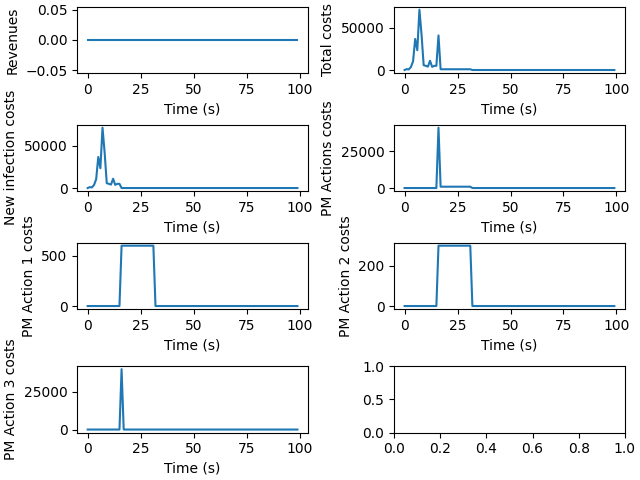 Revenues
0.05
0.00
−0.05
0 25 50 75 100
Time (s)
Total costs
50000
0
0 25 50 75 100
Time (s)
New infection costs
50000
0
0 25 50 75 100
Time (s)
PM Actions costs
25000
0
0 25 50 75 100
Time (s)
PM Action 1 costs
500
0
0 25 50 75 100
Time (s)
PM Action 2 costs
200
0
0 25 50 75 100
Time (s)
PM Action 3 costs
25000
0
0 25 50 75 100
Time (s)
1.0
0.5
0.0
0.0 0.2 0.4 0.6 0.8 1.0